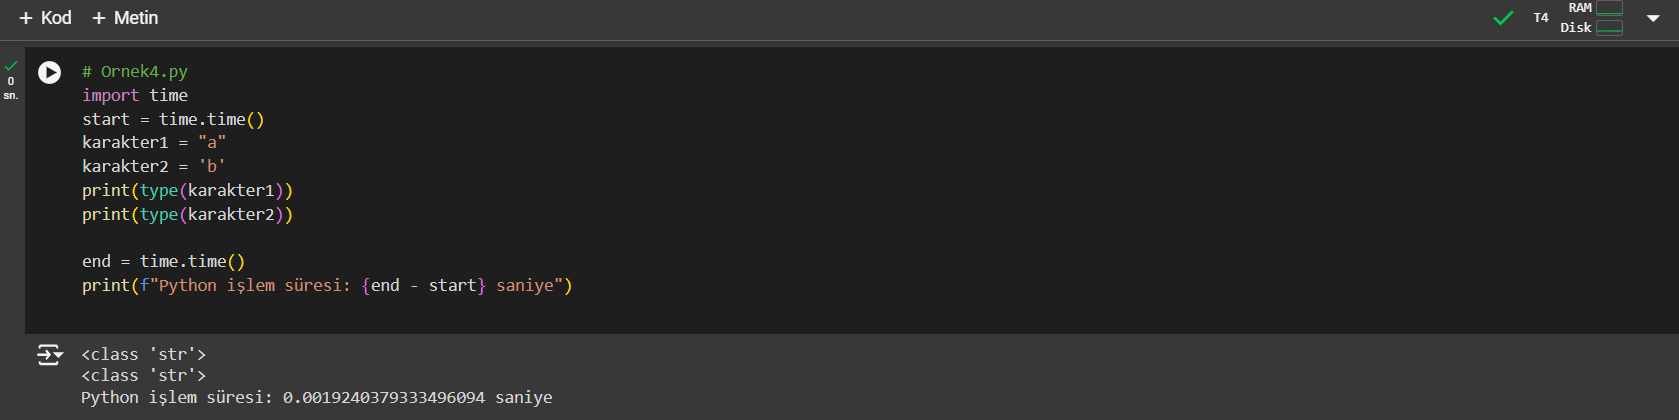 + Kod + Metin
T4
RAM
Disk
0
sn.
# Ornek4.py
import time
start = time.time()
karakter1 = "a"
karakter2 = 'b'
print(type(karakter1))
print(type(karakter2))
end = time.time()
print(f"Python işlem süresi: {end - start} saniye")
<class 'str'>
<class 'str'>
Python işlem süresi: 0.0019240379333496094 saniye